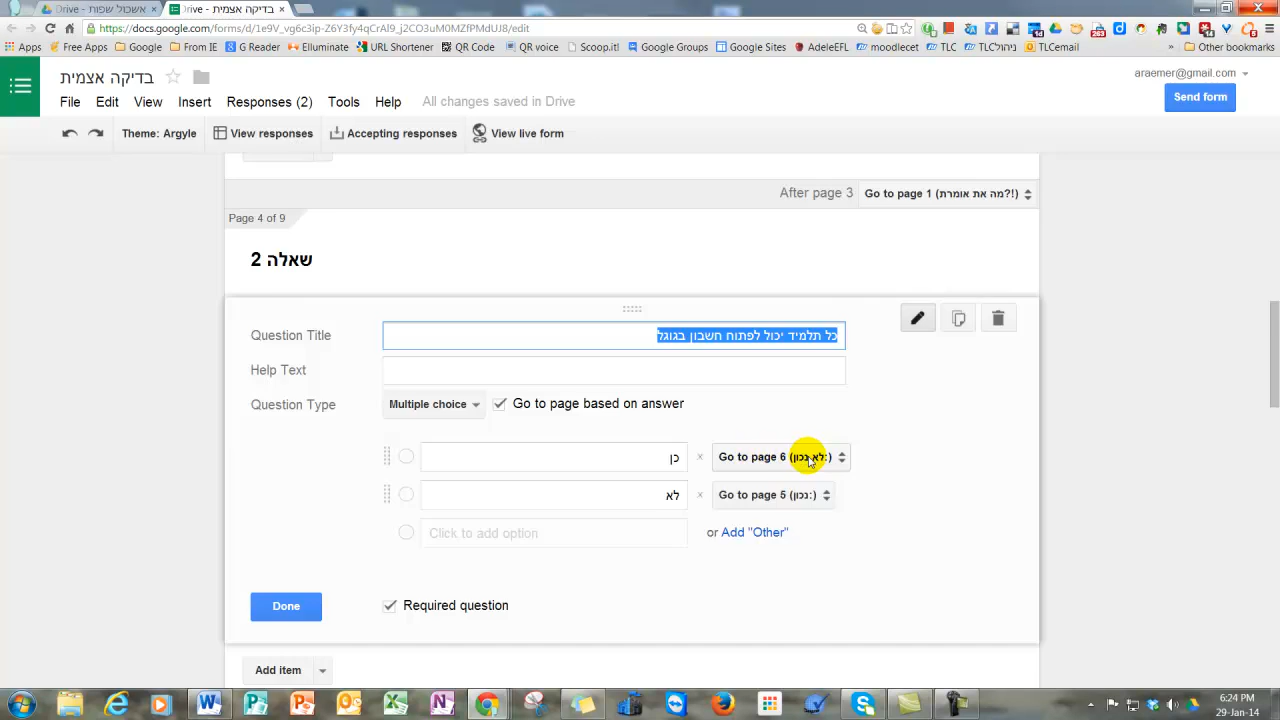 Drive - אשכול שפות
Drive - בדיקה אצמית
https://docs.google.com/forms/d/1e9V_vg6c3ip-Z6Y3fy4qCrAl9_j2CO3uM0MZfPMdUJ8/edit
Apps Free Apps Google From IE G Reader Elluminate URL Shortener QR Code QR voice Scoop.it! Google Groups Google Sites AdeleEFL moodlecet TLC ניהולTLC TLCemail » Other bookmarks
בדיקה אצמית
araemer@gmail.com
File Edit View Insert Responses (2) Tools Help All changes saved in Drive
Send form
Theme: Argyle View responses Accepting responses View live form
After page 3 Go to page 1 (מה את אומרת?!)
Page 4 of 9
שאלה 2
Question Title כל תלמיד יכול לפתוח חשבון בגוגל
Help Text
Question Type Multiple choice Go to page based on answer
כן Go to page 6 (לא נכון:)
לא Go to page 5 (נכון:)
Click to add option or Add "Other"
Done Required question
Add item
6:24 PM
29-Jan-14